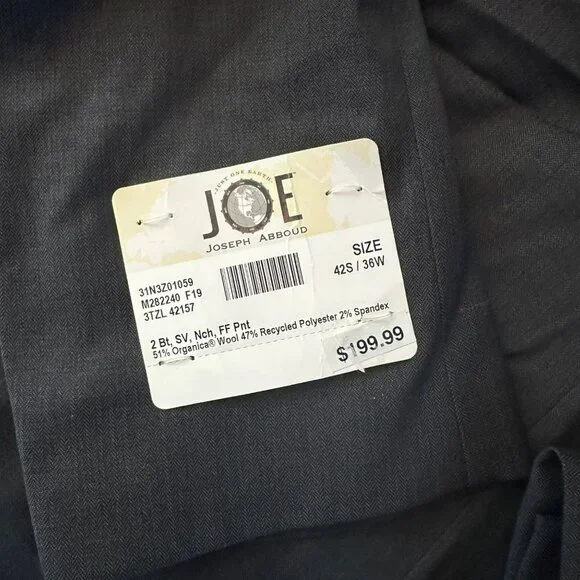 JUST ONE EARTH
JOE
JOSEPH ABBOUD
31N3Z01059
M282240 F19
3TZL 42157
SIZE
42S / 36W
2 Bt, SV, Nch, FF Pnt
51% Organica® Wool 47% Recycled Polyester 2% Spandex
$199.99